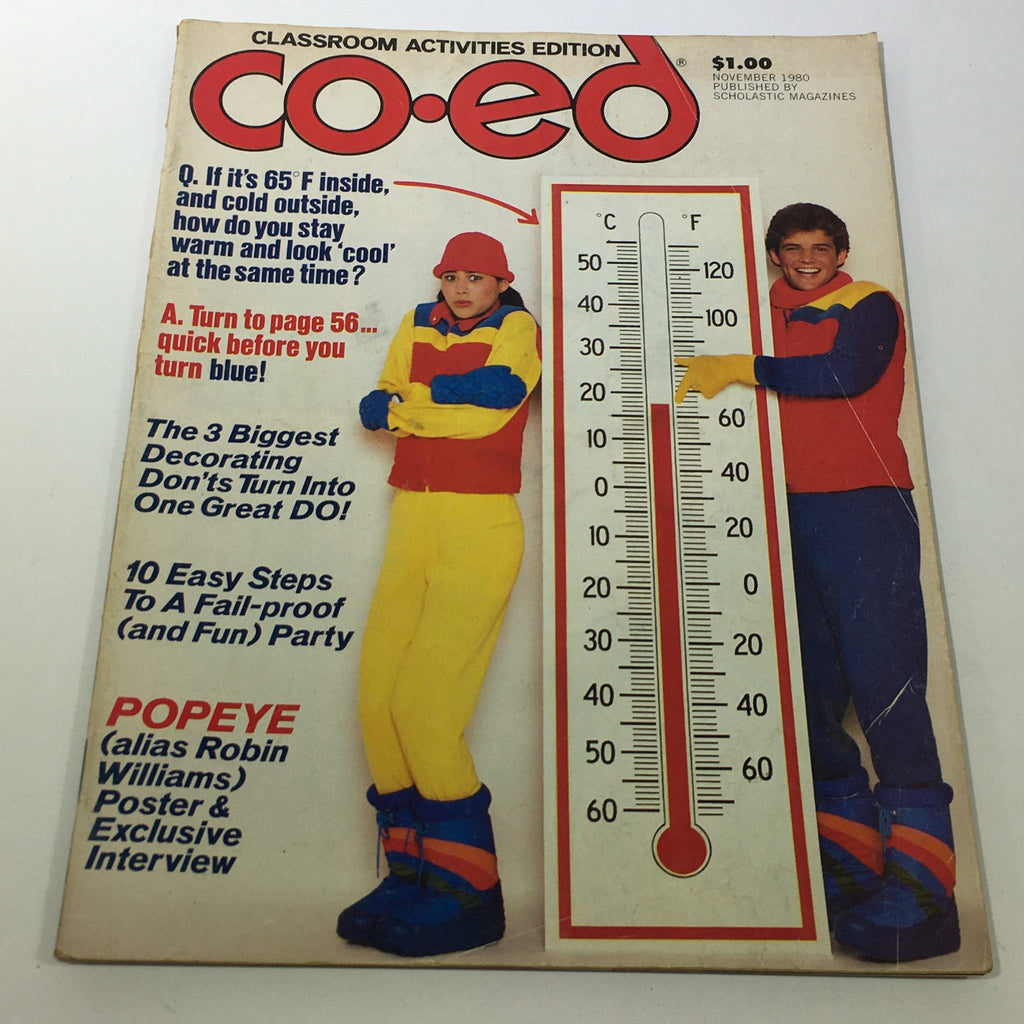 CLASSROOM ACTIVITIES EDITION
co·ed®
$1.00
NOVEMBER 1980
PUBLISHED BY
SCHOLASTIC MAGAZINES
Q. If it's 65°F inside,
and cold outside,
how do you stay
warm and look 'cool'
at the same time?
A. Turn to page 56...
quick before you
turn blue!
The 3 Biggest
Decorating
Don'ts Turn Into
One Great DO!
10 Easy Steps
To A Fail-proof
(and Fun) Party
POPEYE
(alias Robin
Williams)
Poster &
Exclusive
Interview
°C °F
50 120
40 100
30
20 60
10 40
0 20
10 0
20
30 20
40 40
50 60
60